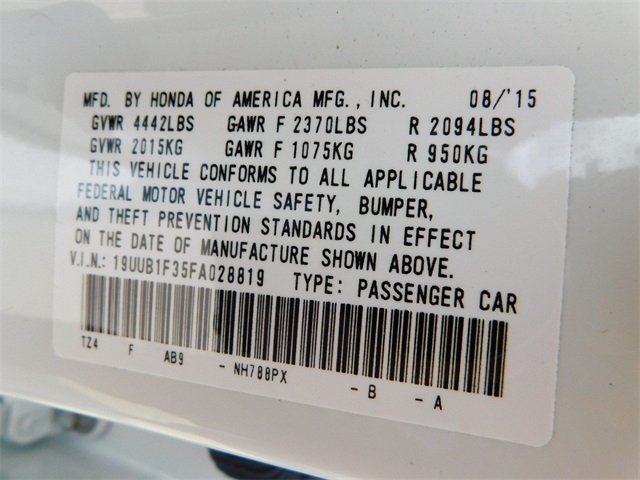 MFD. BY HONDA OF AMERICA MFG., INC. 08/'15
GVWR 4442LBS GAWR F 2370LBS R 2094LBS
GVWR 2015KG GAWR F 1075KG R 950KG
THIS VEHICLE CONFORMS TO ALL APPLICABLE
FEDERAL MOTOR VEHICLE SAFETY, BUMPER,
AND THEFT PREVENTION STANDARDS IN EFFECT
ON THE DATE OF MANUFACTURE SHOWN ABOVE.
V.I.N.: 19UUB1F35FA028819 TYPE: PASSENGER CAR
TZ4 F AB9 - NH788PX - B - A